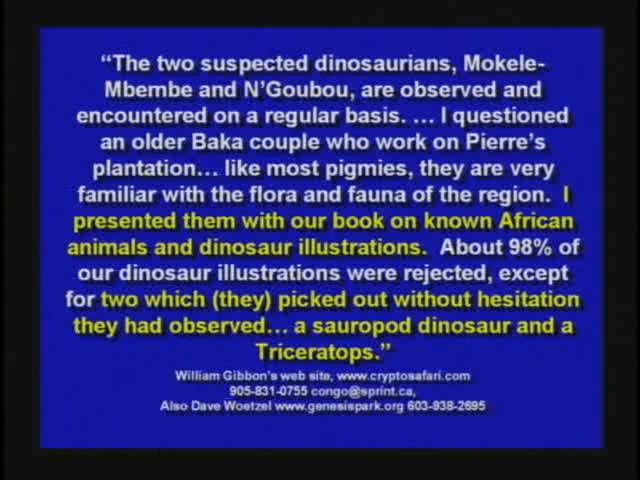 “The two suspected dinosaurians, Mokele-
Mbembe and N’Goubou, are observed and
encountered on a regular basis. … I questioned
an older Baka couple who work on Pierre’s
plantation… like most pigmies, they are very
familiar with the flora and fauna of the region.  I
presented them with our book on known African
animals and dinosaur illustrations.  About 98% of
our dinosaur illustrations were rejected, except
for two which (they) picked out without hesitation
they had observed… a sauropod dinosaur and a
Triceratops.”
William Gibbon’s web site, www.cryptosafari.com
905-831-0755 congo@sprint.ca,
Also Dave Woetzel www.genesispark.org 603-938-2695